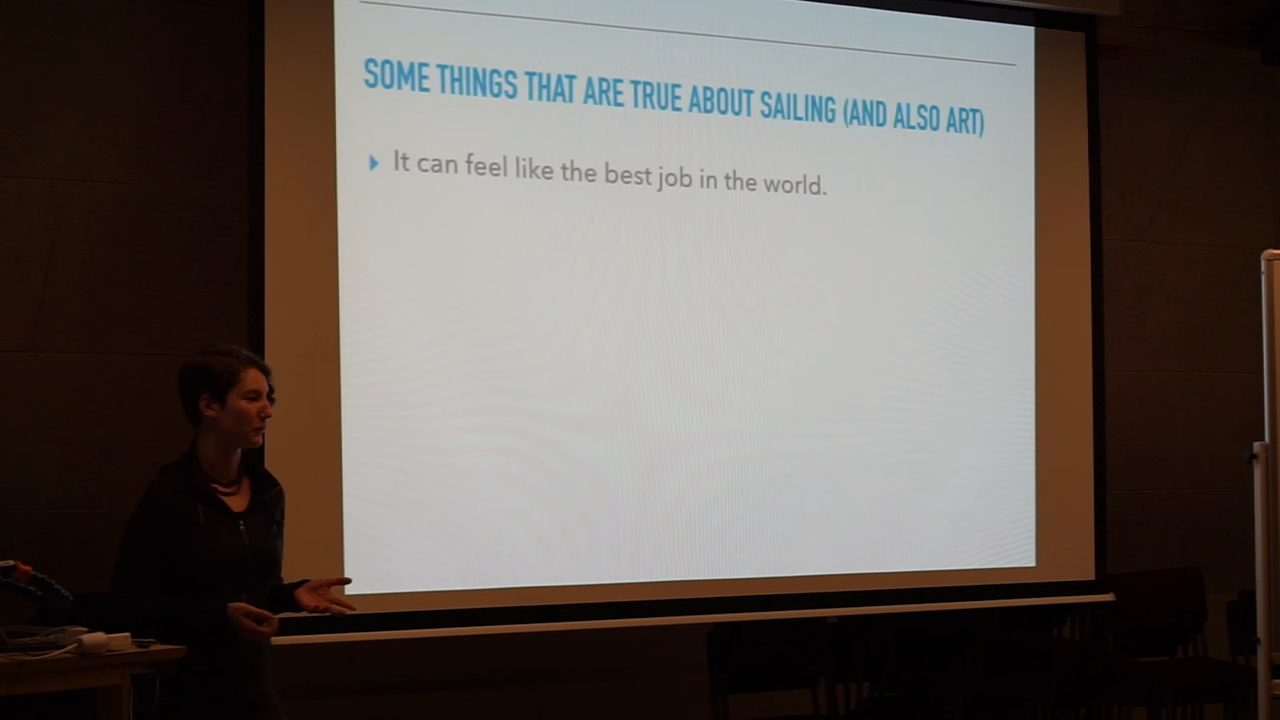 SOME THINGS THAT ARE TRUE ABOUT SAILING (AND ALSO ART)
It can feel like the best job in the world.